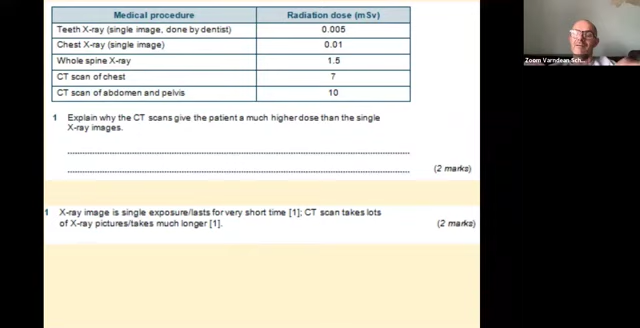 Medical procedure Radiation dose (mSv)
Teeth X-ray (single image, done by dentist) 0.005
Chest X-ray (single image) 0.01
Whole spine X-ray 1.5
CT scan of chest 7
CT scan of abdomen and pelvis 10
1 Explain why the CT scans give the patient a much higher dose than the single
X-ray images.
(2 marks)
1 X-ray image is single exposure/lasts for very short time [1]; CT scan takes lots
of X-ray pictures/takes much longer [1]. (2 marks)
Zoom Varndean Sch...